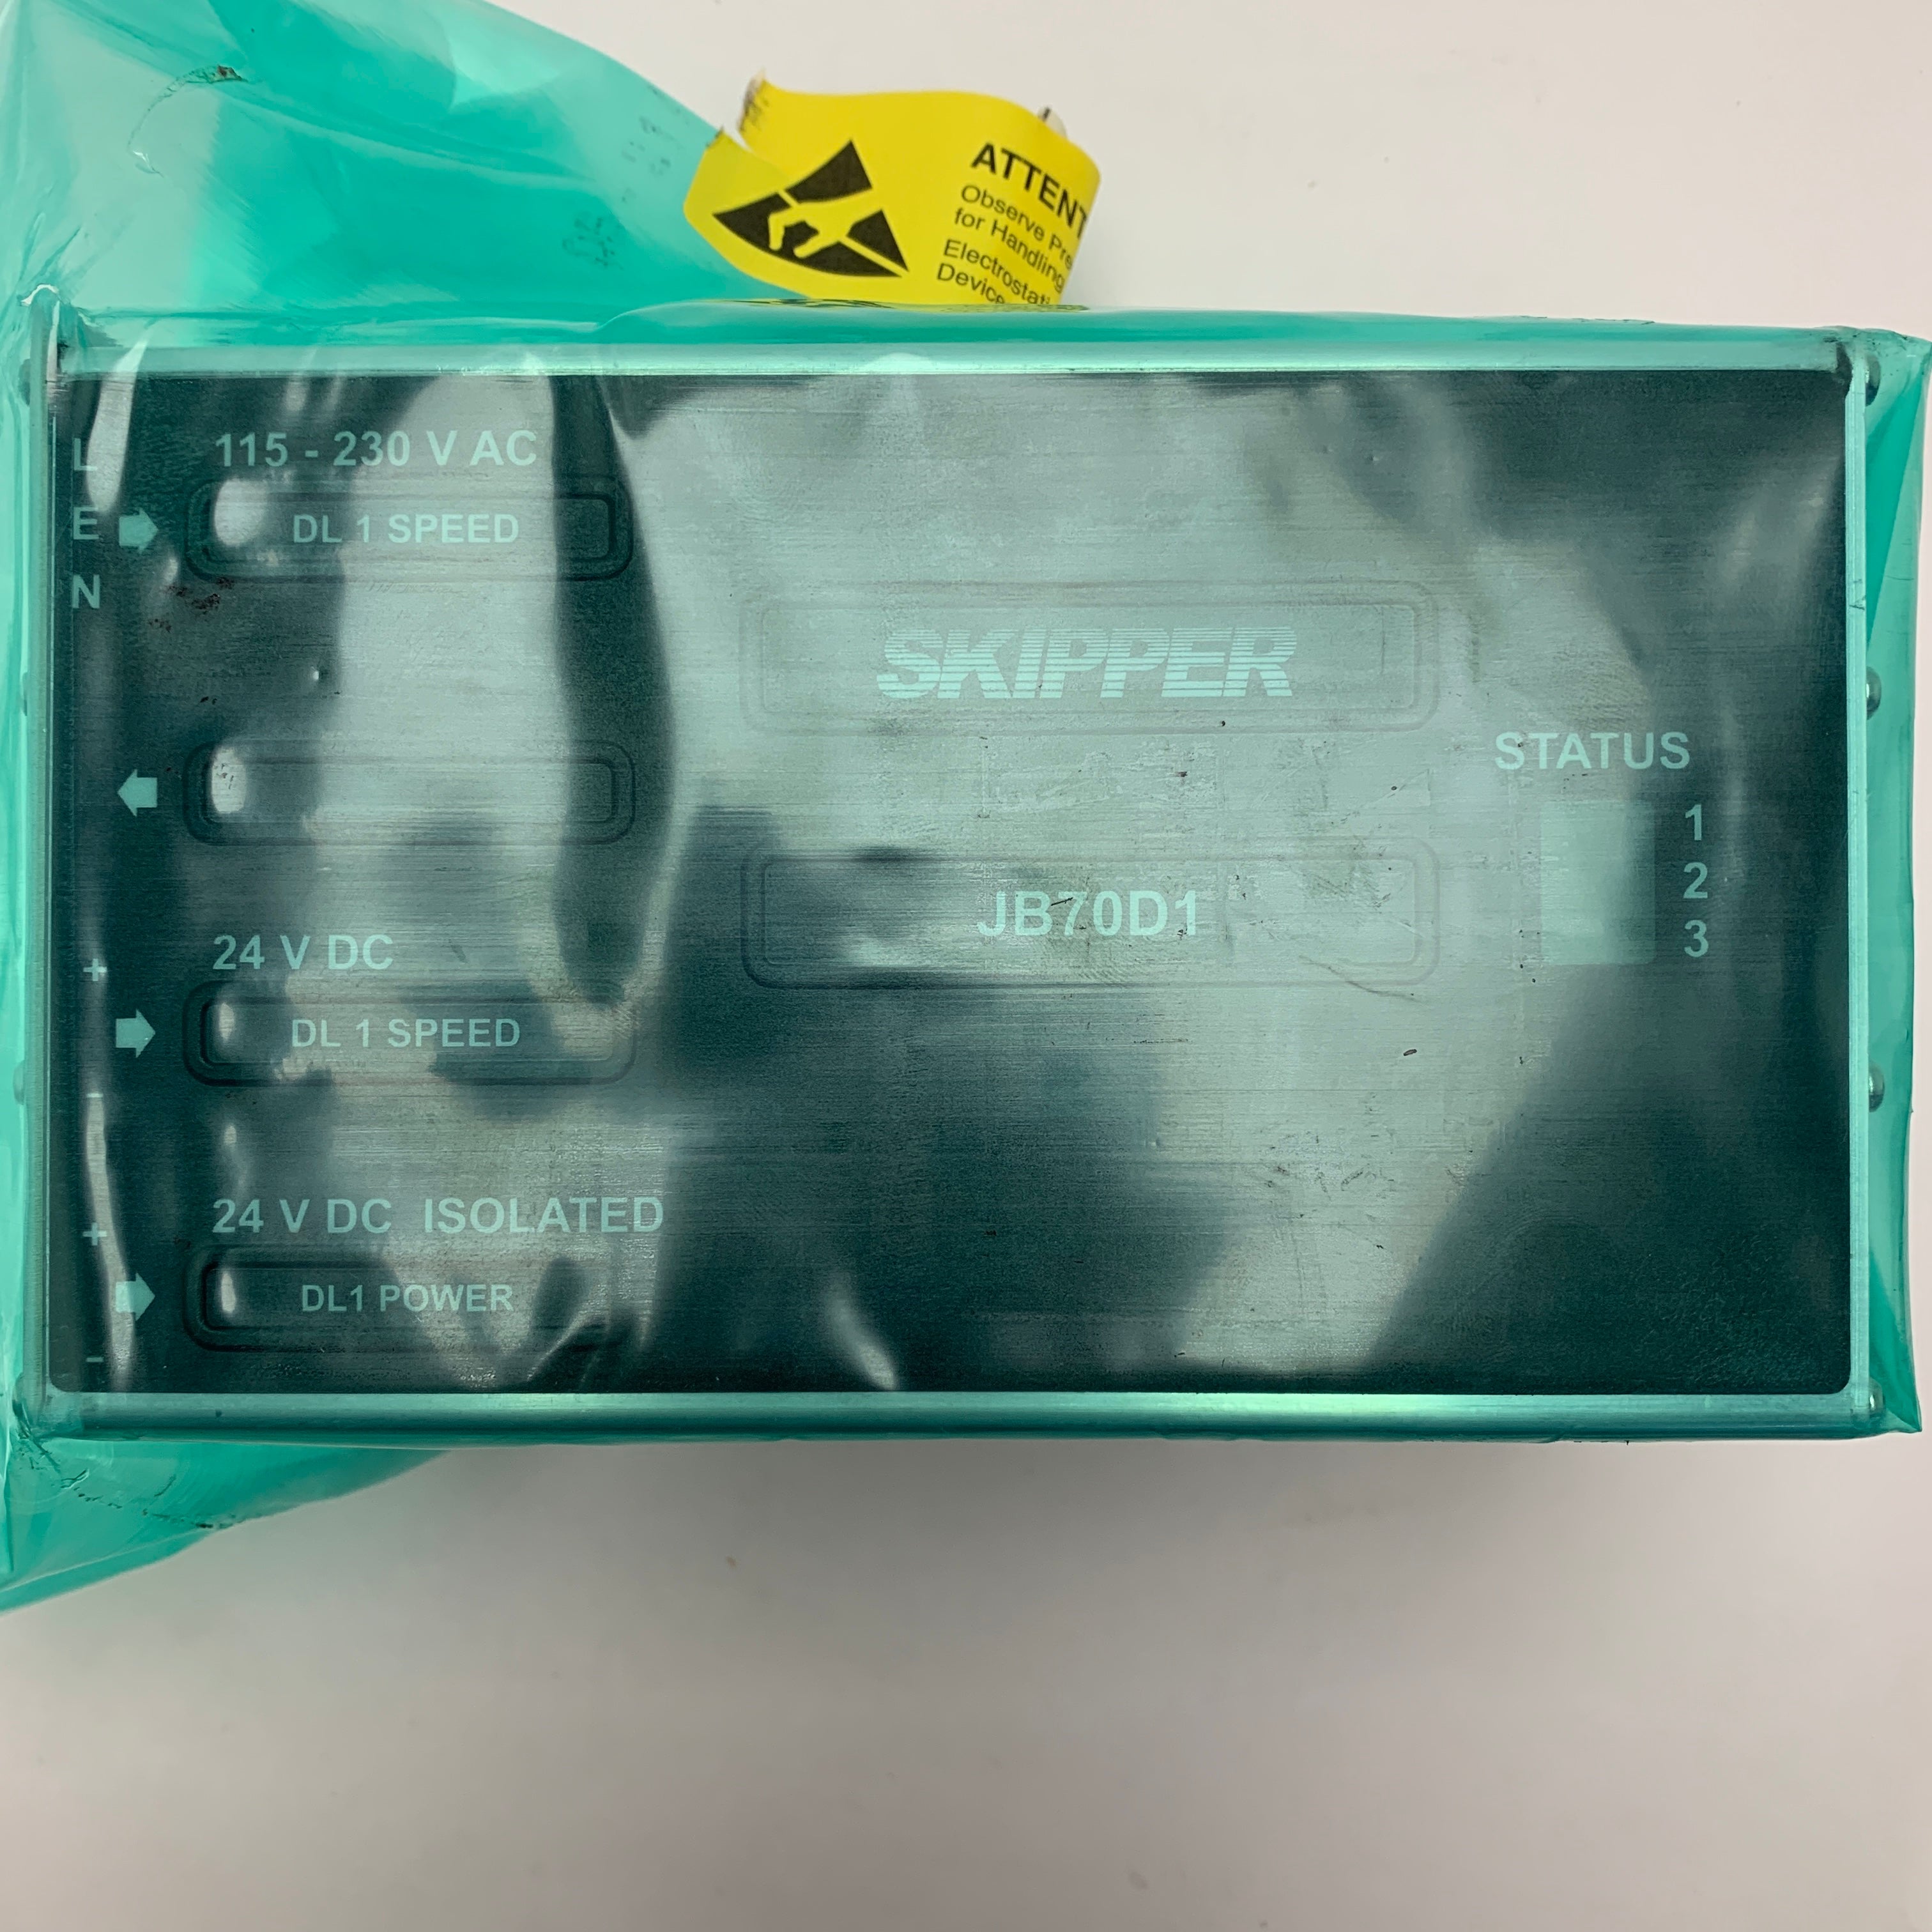 ATTENT
Observe Pre
for Handling
Electrostati
Device
L
E
N
115 - 230 V AC
DL 1 SPEED
SKIPPER
STATUS
1
2
3
JB70D1
24 V DC
+
DL 1 SPEED
-
24 V DC ISOLATED
+
DL1 POWER
-